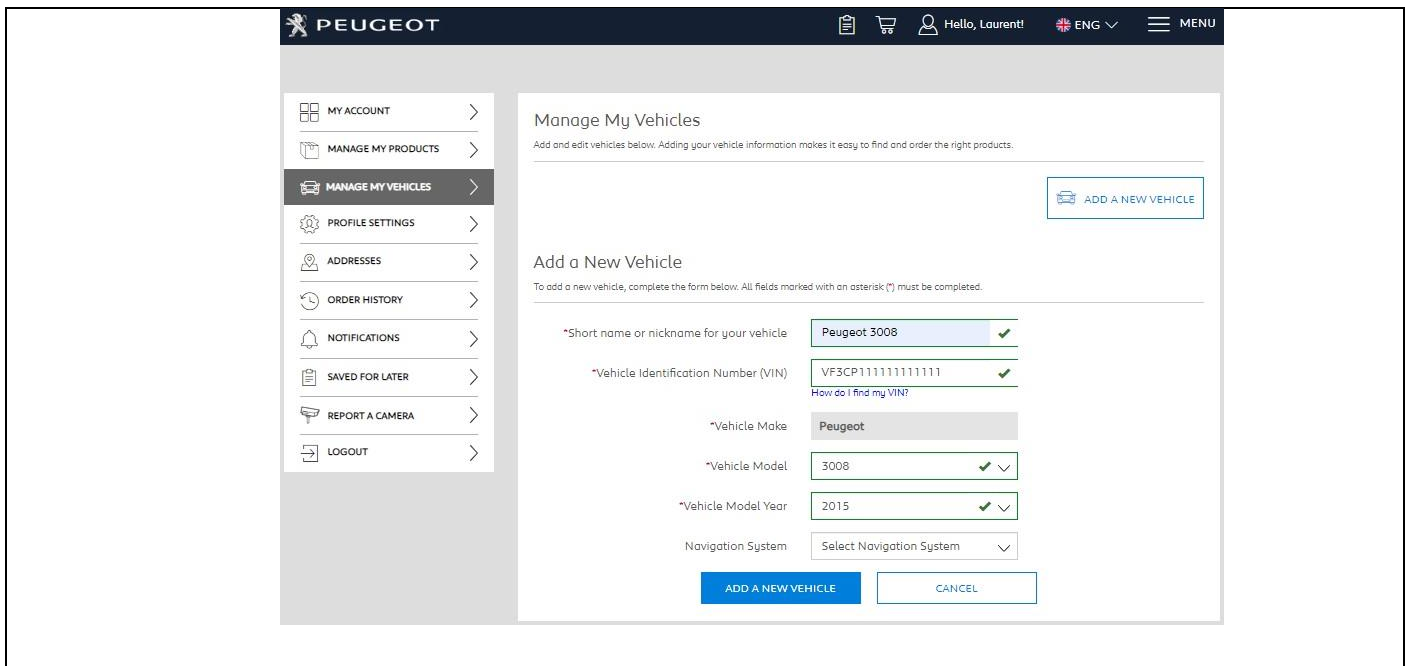 PEUGEOT
Hello, Laurent!
ENG
MENU
MY ACCOUNT
MANAGE MY PRODUCTS
MANAGE MY VEHICLES
PROFILE SETTINGS
ADDRESSES
ORDER HISTORY
NOTIFICATIONS
SAVED FOR LATER
REPORT A CAMERA
LOGOUT
Manage My Vehicles
Add and edit vehicles below. Adding your vehicle information makes it easy to find and order the right products.
ADD A NEW VEHICLE
Add a New Vehicle
To add a new vehicle, complete the form below. All fields marked with an asterisk (*) must be completed.
*Short name or nickname for your vehicle Peugeot 3008
*Vehicle Identification Number (VIN) VF3CP111111111111
How do I find my VIN?
*Vehicle Make Peugeot
*Vehicle Model 3008
*Vehicle Model Year 2015
Navigation System Select Navigation System
ADD A NEW VEHICLE CANCEL